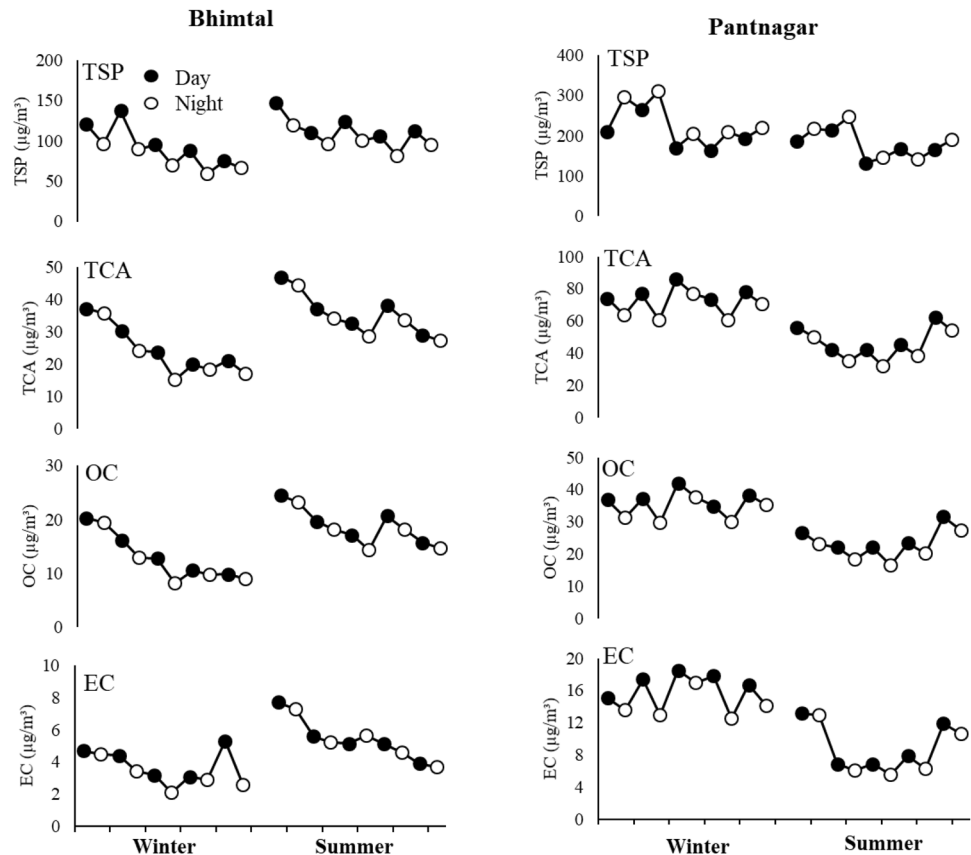 Bhimtal
Pantnagar
TSP
Day
Night
TSP (µg/m³)
200
150
100
50
0
TSP
TSP (µg/m³)
400
300
200
100
0
TCA
TCA (µg/m³)
50
40
30
20
10
0
TCA
TCA (µg/m³)
100
80
60
40
20
0
OC
OC (µg/m³)
30
20
10
0
OC
OC (µg/m³)
50
40
30
20
10
0
EC
EC (µg/m³)
10
8
6
4
2
0
Winter
Summer
EC
EC (µg/m³)
20
16
12
8
4
0
Winter
Summer